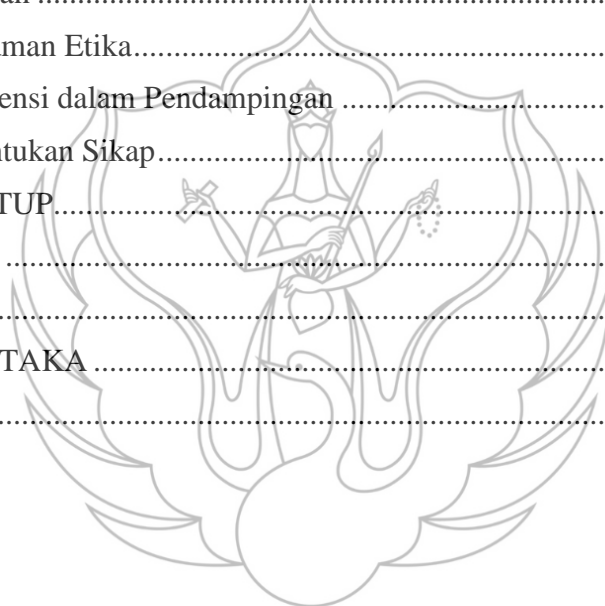 aman Etika................................................................
ensi dalam Pendampingan ....................................
ntukan Sikap............................................................
TUP..........................................................................
................................................................................
................................................................................
TAKA .....................................................................
................................................................................